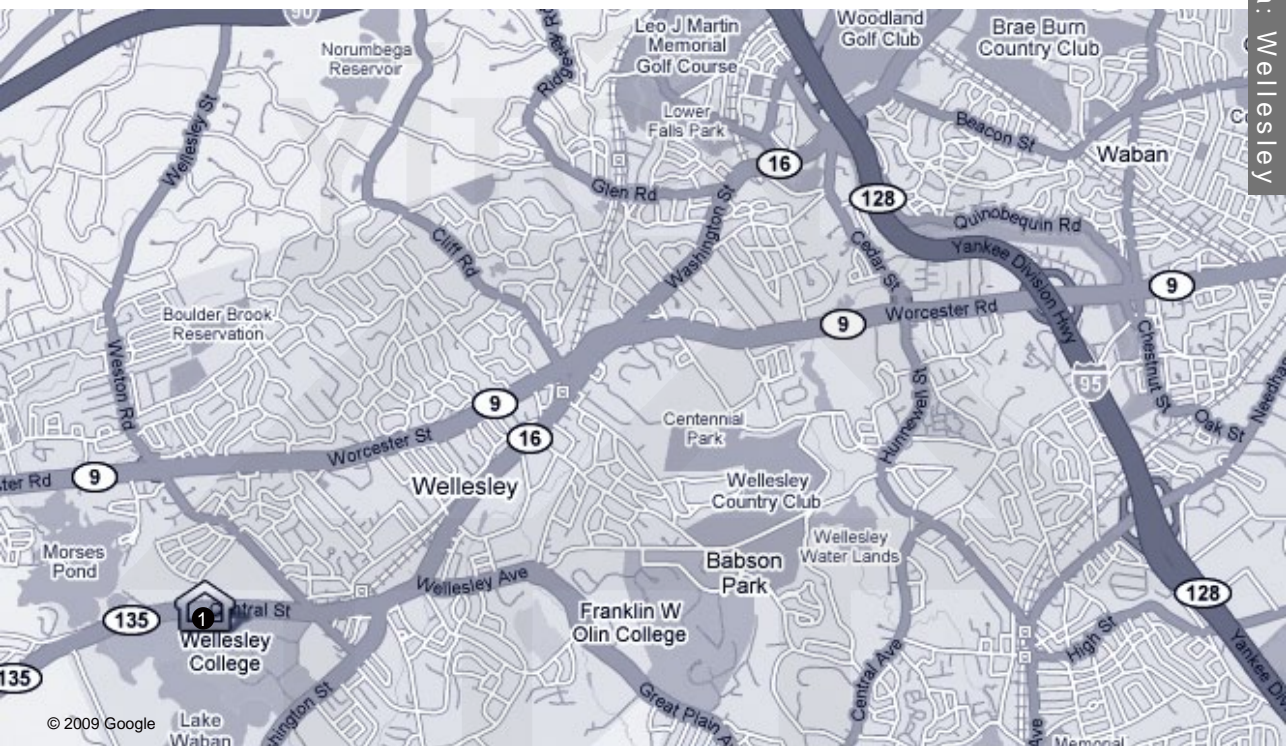 90
Leo J Martin
Memorial
Golf Course
Woodland
Golf Club
Brae Burn
Country Club
: Wellesley
Norumbega
Reservoir
Wellesley St
Lower
Falls Park
Beacon St
Waban
16
128
Glen Rd
Washington St
Quinobequin Rd
Cliff Rd
Cedar St
Yankee Division Hwy
9
Boulder Brook
Reservation
9
Worcester Rd
Weston Rd
Chestnut St
95
Hunnewell St
9
16
Centennial
Park
Oak St
Worcester St
9
Wellesley
Wellesley
Country Club
Morses
Pond
Wellesley
Water Lands
Babson
Park
Wellesley Ave
Franklin W
Olin College
128
135
1
Wellesley
College
High St
135
Central Ave
Great Plain A
© 2009 Google
Lake
Waban
Memorial